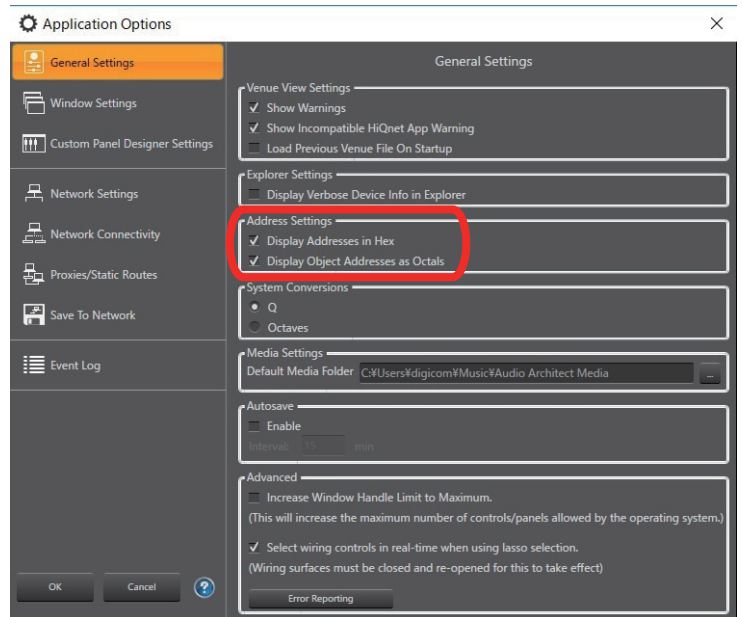 Application Options
General Settings
Window Settings
Custom Panel Designer Settings
Network Settings
Network Connectivity
Proxies/Static Routes
Save To Network
Event Log
OK
Cancel
General Settings
Venue View Settings
Show Warnings
Show Incompatible HiQnet App Warning
Load Previous Venue File On Startup
Explorer Settings
Display Verbose Device Info in Explorer
Address Settings
Display Addresses in Hex
Display Object Addresses as Octals
System Conversions
Q
Octaves
Media Settings
Default Media Folder C:¥Users¥digicom¥Music¥Audio Architect Media ...
Autosave
Enable
Interval: 15 min
Advanced
Increase Window Handle Limit to Maximum.
(This will increase the maximum number of controls/panels allowed by the operating system.)
Select wiring controls in real-time when using lasso selection.
(Wiring surfaces must be closed and re-opened for this to take effect)
Error Reporting